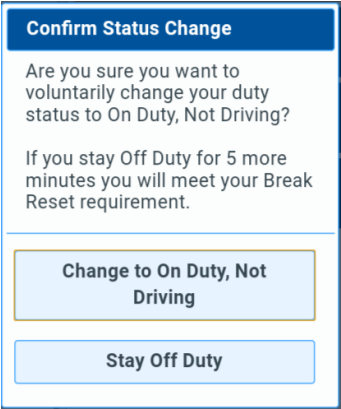 Confirm Status Change
Are you sure you want to
voluntarily change your duty
status to On Duty, Not Driving?
If you stay Off Duty for 5 more
minutes you will meet your Break
Reset requirement.
Change to On Duty, Not
Driving
Stay Off Duty